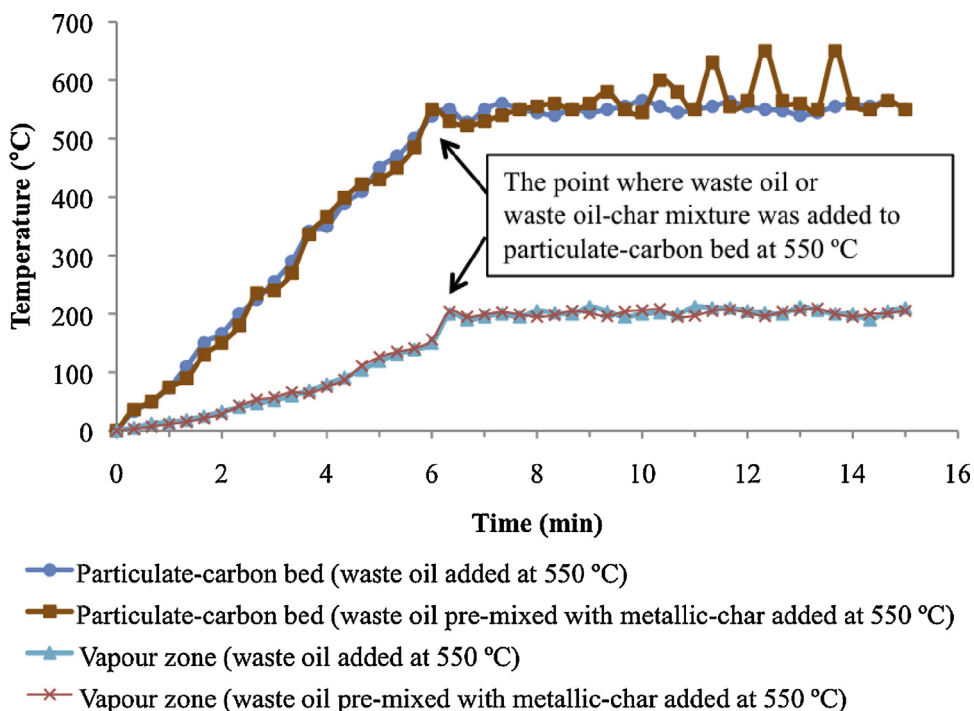 700
600
500
400
300
200
100
0
Temperature (°C)
The point where waste oil or
waste oil-char mixture was added to
particulate-carbon bed at 550 ºC
0 2 4 6 8 10 12 14 16
Time (min)
Particulate-carbon bed (waste oil added at 550 ºC)
Particulate-carbon bed (waste oil pre-mixed with metallic-char added at 550 ºC)
Vapour zone (waste oil added at 550 ºC)
Vapour zone (waste oil pre-mixed with metallic-char added at 550 ºC)